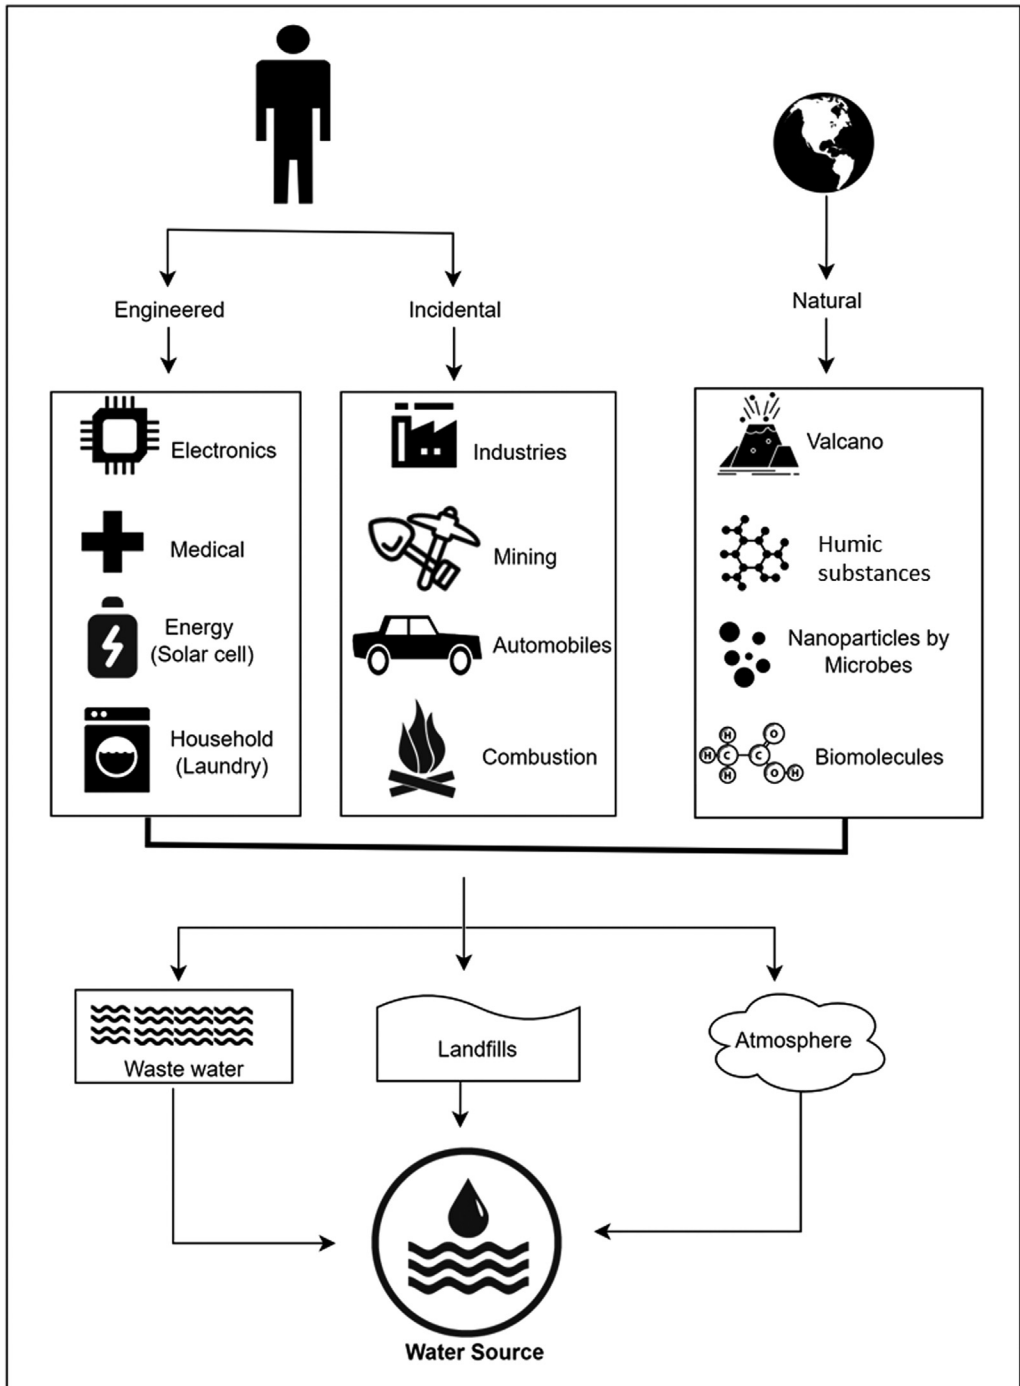 Engineered
Incidental
Natural
Electronics
Medical
Energy
(Solar cell)
Household
(Laundry)
Industries
Mining
Automobiles
Combustion
Valcano
Humic
substances
Nanoparticles by
Microbes
H
H
C
H
C
O
O
H
Biomolecules
Waste water
Landfills
Atmosphere
Water Source